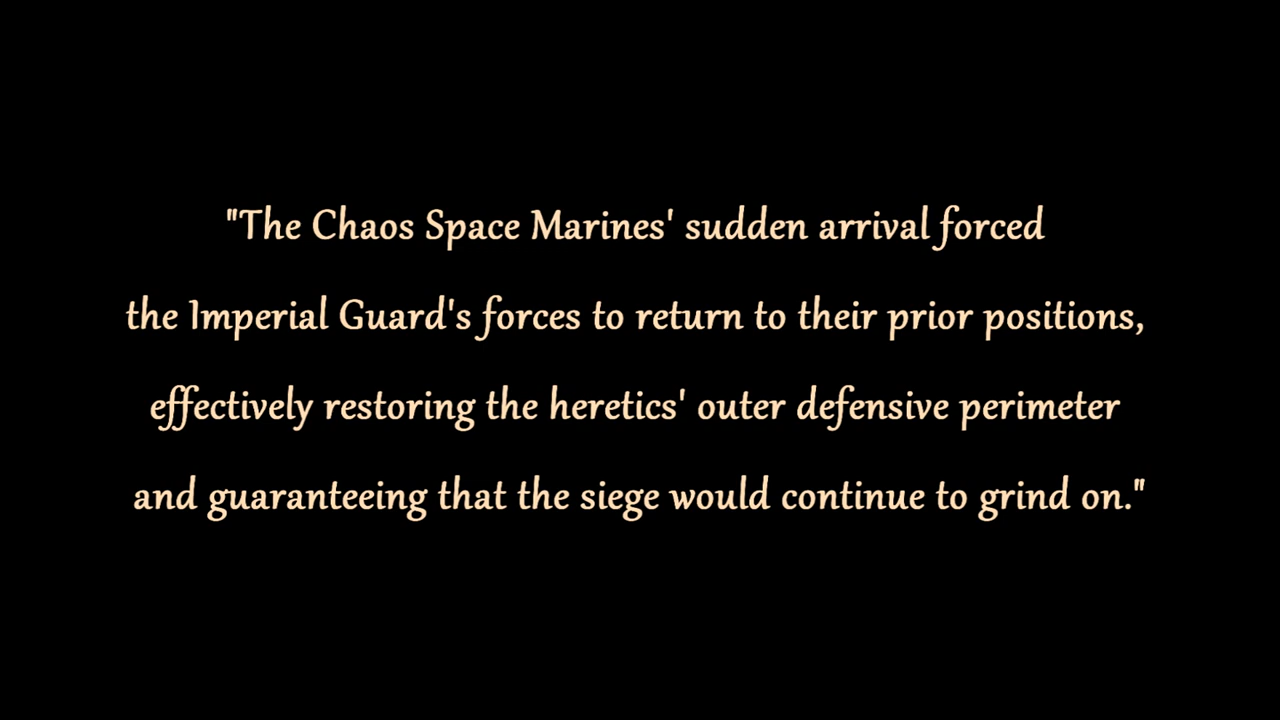 "The Chaos Space Marines' sudden arrival forced
the Imperial Guard's forces to return to their prior positions,
effectively restoring the heretics' outer defensive perimeter
and guaranteeing that the siege would continue to grind on."